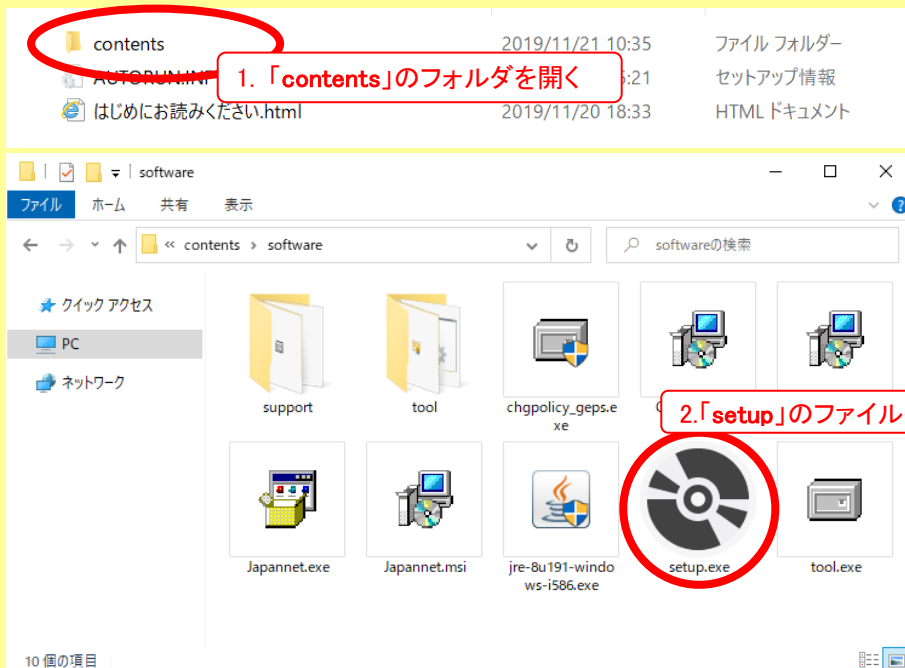 contents 2019/11/21 10:35 ファイル フォルダー
AUTORUN.INF :21 セットアップ情報
1. 「contents」のフォルダを開く
はじめにお読みください.html 2019/11/20 18:33 HTML ドキュメント
software
ファイル ホーム 共有 表示
« contents › software softwareの検索
クイック アクセス
PC
ネットワーク
support tool chgpolicy_geps.e
xe
2.「setup」のファイル
Japannet.exe Japannet.msi jre-8u191-windo
ws-i586.exe setup.exe tool.exe
10 個の項目